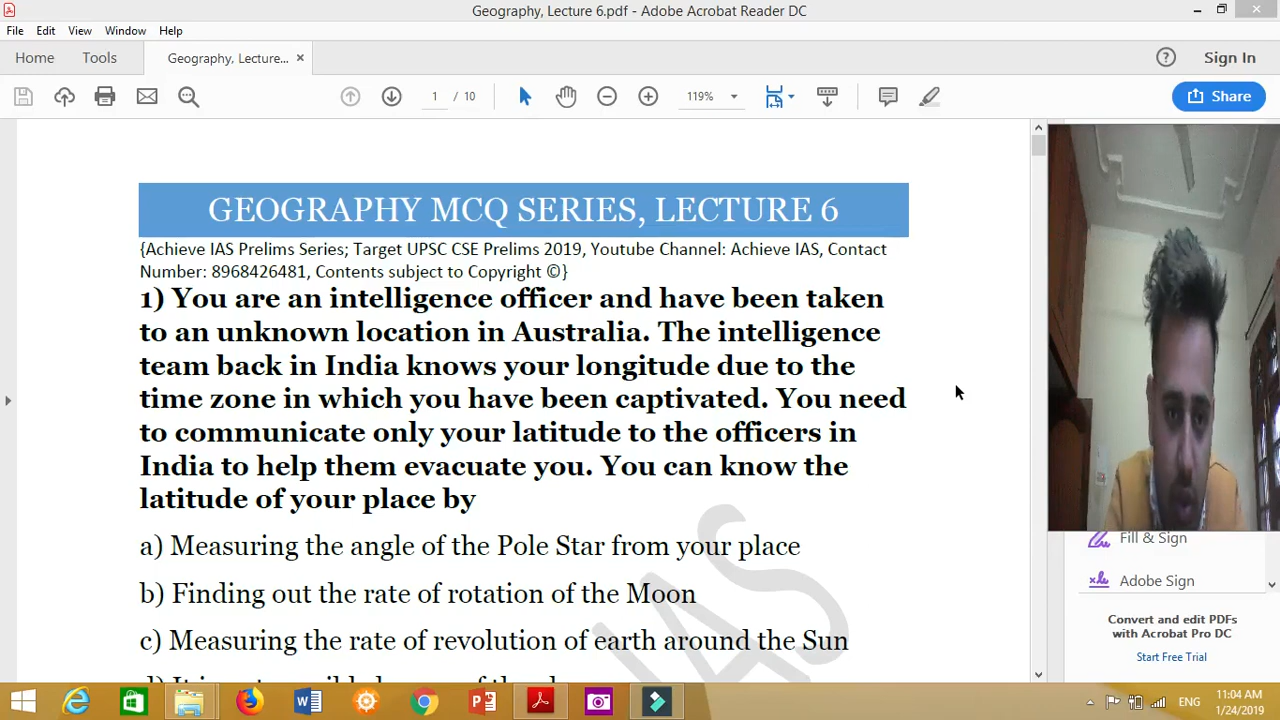 Geography, Lecture 6.pdf - Adobe Acrobat Reader DC
File Edit View Window Help
Home Tools Geography, Lecture... × Sign In
1 / 10 119% Share
GEOGRAPHY MCQ SERIES, LECTURE 6
{Achieve IAS Prelims Series; Target UPSC CSE Prelims 2019, Youtube Channel: Achieve IAS, Contact
Number: 8968426481, Contents subject to Copyright ©}
1) You are an intelligence officer and have been taken
to an unknown location in Australia. The intelligence
team back in India knows your longitude due to the
time zone in which you have been captivated. You need
to communicate only your latitude to the officers in
India to help them evacuate you. You can know the
latitude of your place by
a) Measuring the angle of the Pole Star from your place
b) Finding out the rate of rotation of the Moon
c) Measuring the rate of revolution of earth around the Sun
IAS
Fill & Sign
Adobe Sign
Convert and edit PDFs
with Acrobat Pro DC
Start Free Trial
ENG 11:04 AM
1/24/2019